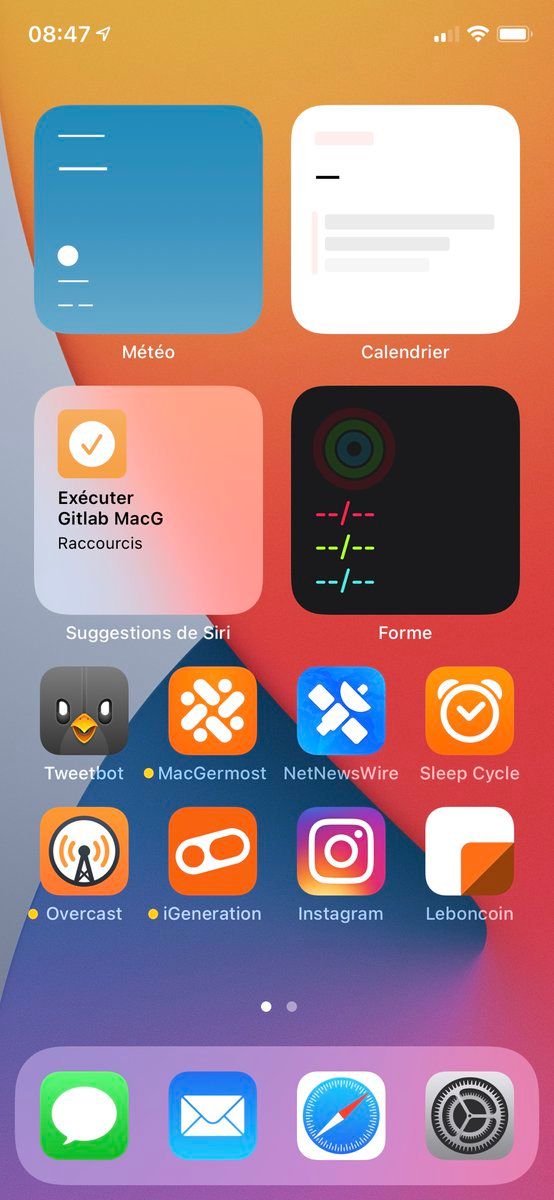 08:47
Météo
Calendrier
Exécuter
Gitlab MacG
Raccourcis
--/--
--/--
--/--
Suggestions de Siri
Forme
Tweetbot
MacGermost
NetNewsWire
Sleep Cycle
Overcast
iGeneration
Instagram
Leboncoin